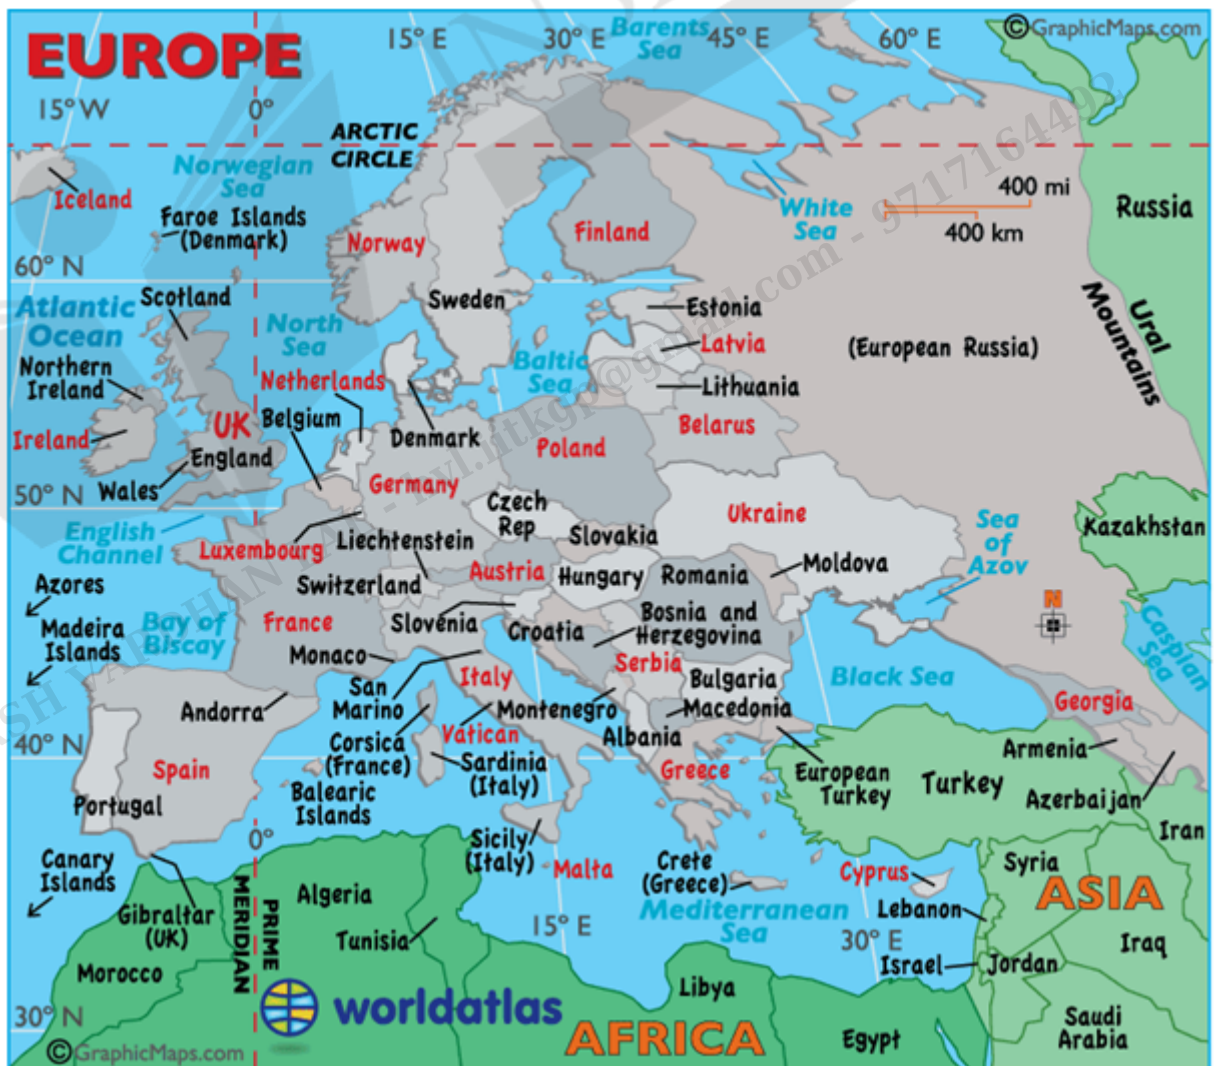 EUROPE
15° W
0°
15° E
30° E
Barents
Sea
45° E
60° E
©GraphicMaps.com
ARCTIC
CIRCLE
Norwegian
Sea
Iceland
Faroe Islands
(Denmark)
Norway
Finland
White
Sea
400 mi
400 km
Russia
60° N
Atlantic
Ocean
Scotland
North
Sea
Sweden
Estonia
Latvia
Lithuania
(European Russia)
Ural
Mountains
Northern
Ireland
Netherlands
Baltic
Sea
Ireland
UK
Belgium
England
Wales
Denmark
Poland
Belarus
50° N
Germany
Czech
Rep
Ukraine
Kazakhstan
English
Channel
Luxembourg
Liechtenstein
Slovakia
Sea
of
Azov
Switzerland
Austria
Hungary
Romania
Moldova
Azores
Madeira
Islands
Bay of
Biscay
France
Slovenia
Croatia
Bosnia and
Herzegovina
N
Caspian
Sea
Monaco
San
Marino
Italy
Serbia
Bulgaria
Black Sea
Georgia
Andorra
Corsica
(France)
Vatican
Montenegro
Macedonia
Albania
40° N
Spain
Portugal
Sardinia
(Italy)
Balearic
Islands
Greece
European
Turkey
Turkey
Armenia
Azerbaijan
Iran
0°
Canary
Islands
Gibraltar
(UK)
Sicily
(Italy)
Malta
Crete
(Greece)
Cyprus
Syria
ASIA
Lebanon
Mediterranean
Sea
15° E
30° E
Iraq
Israel
Jordan
Algeria
Tunisia
Morocco
MERIDIAN
PRIME
Libya
Egypt
Saudi
Arabia
30° N
worldatlas
AFRICA
©GraphicMaps.com